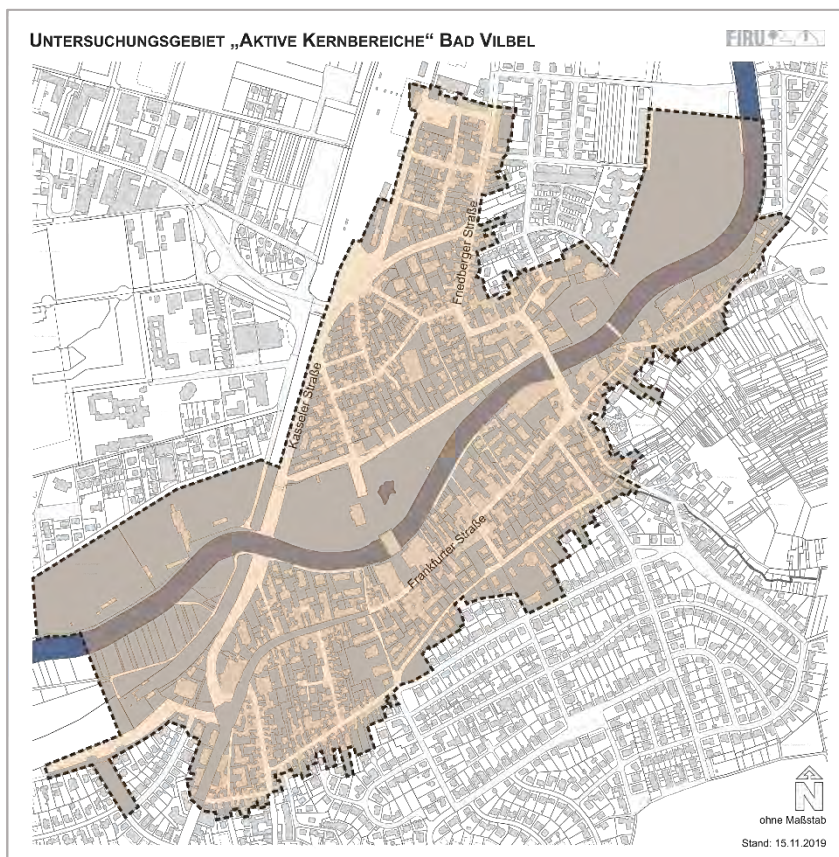 UNTERSUCHUNGSGEBIET „AKTIVE KERNBEREICHE“ BAD VILBEL
FIRU
Friedberger Straße
Kasseler Straße
Frankfurter Straße
N
ohne Maßstab
Stand: 15.11.2019